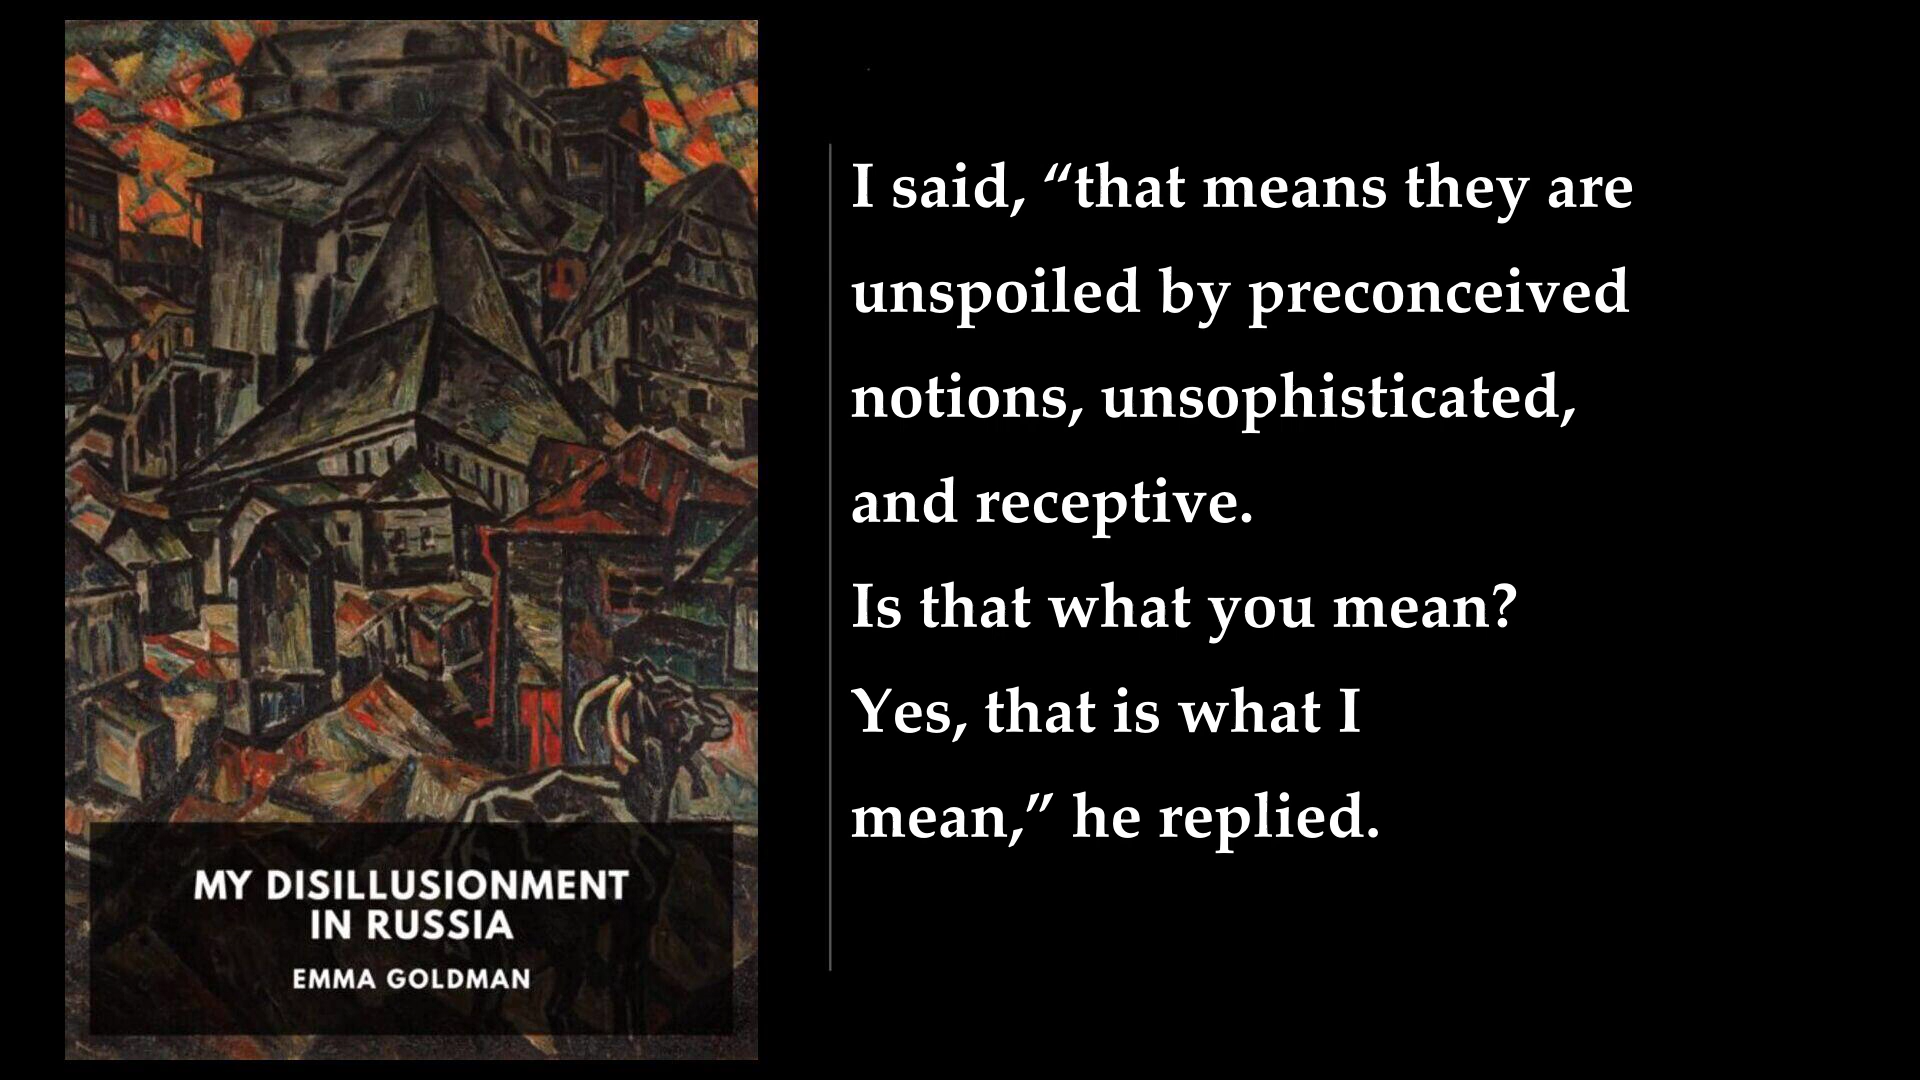 I said, “that means they are
unspoiled by preconceived
notions, unsophisticated,
and receptive.
Is that what you mean?
Yes, that is what I
mean,” he replied.
MY DISILLUSIONMENT
IN RUSSIA
EMMA GOLDMAN